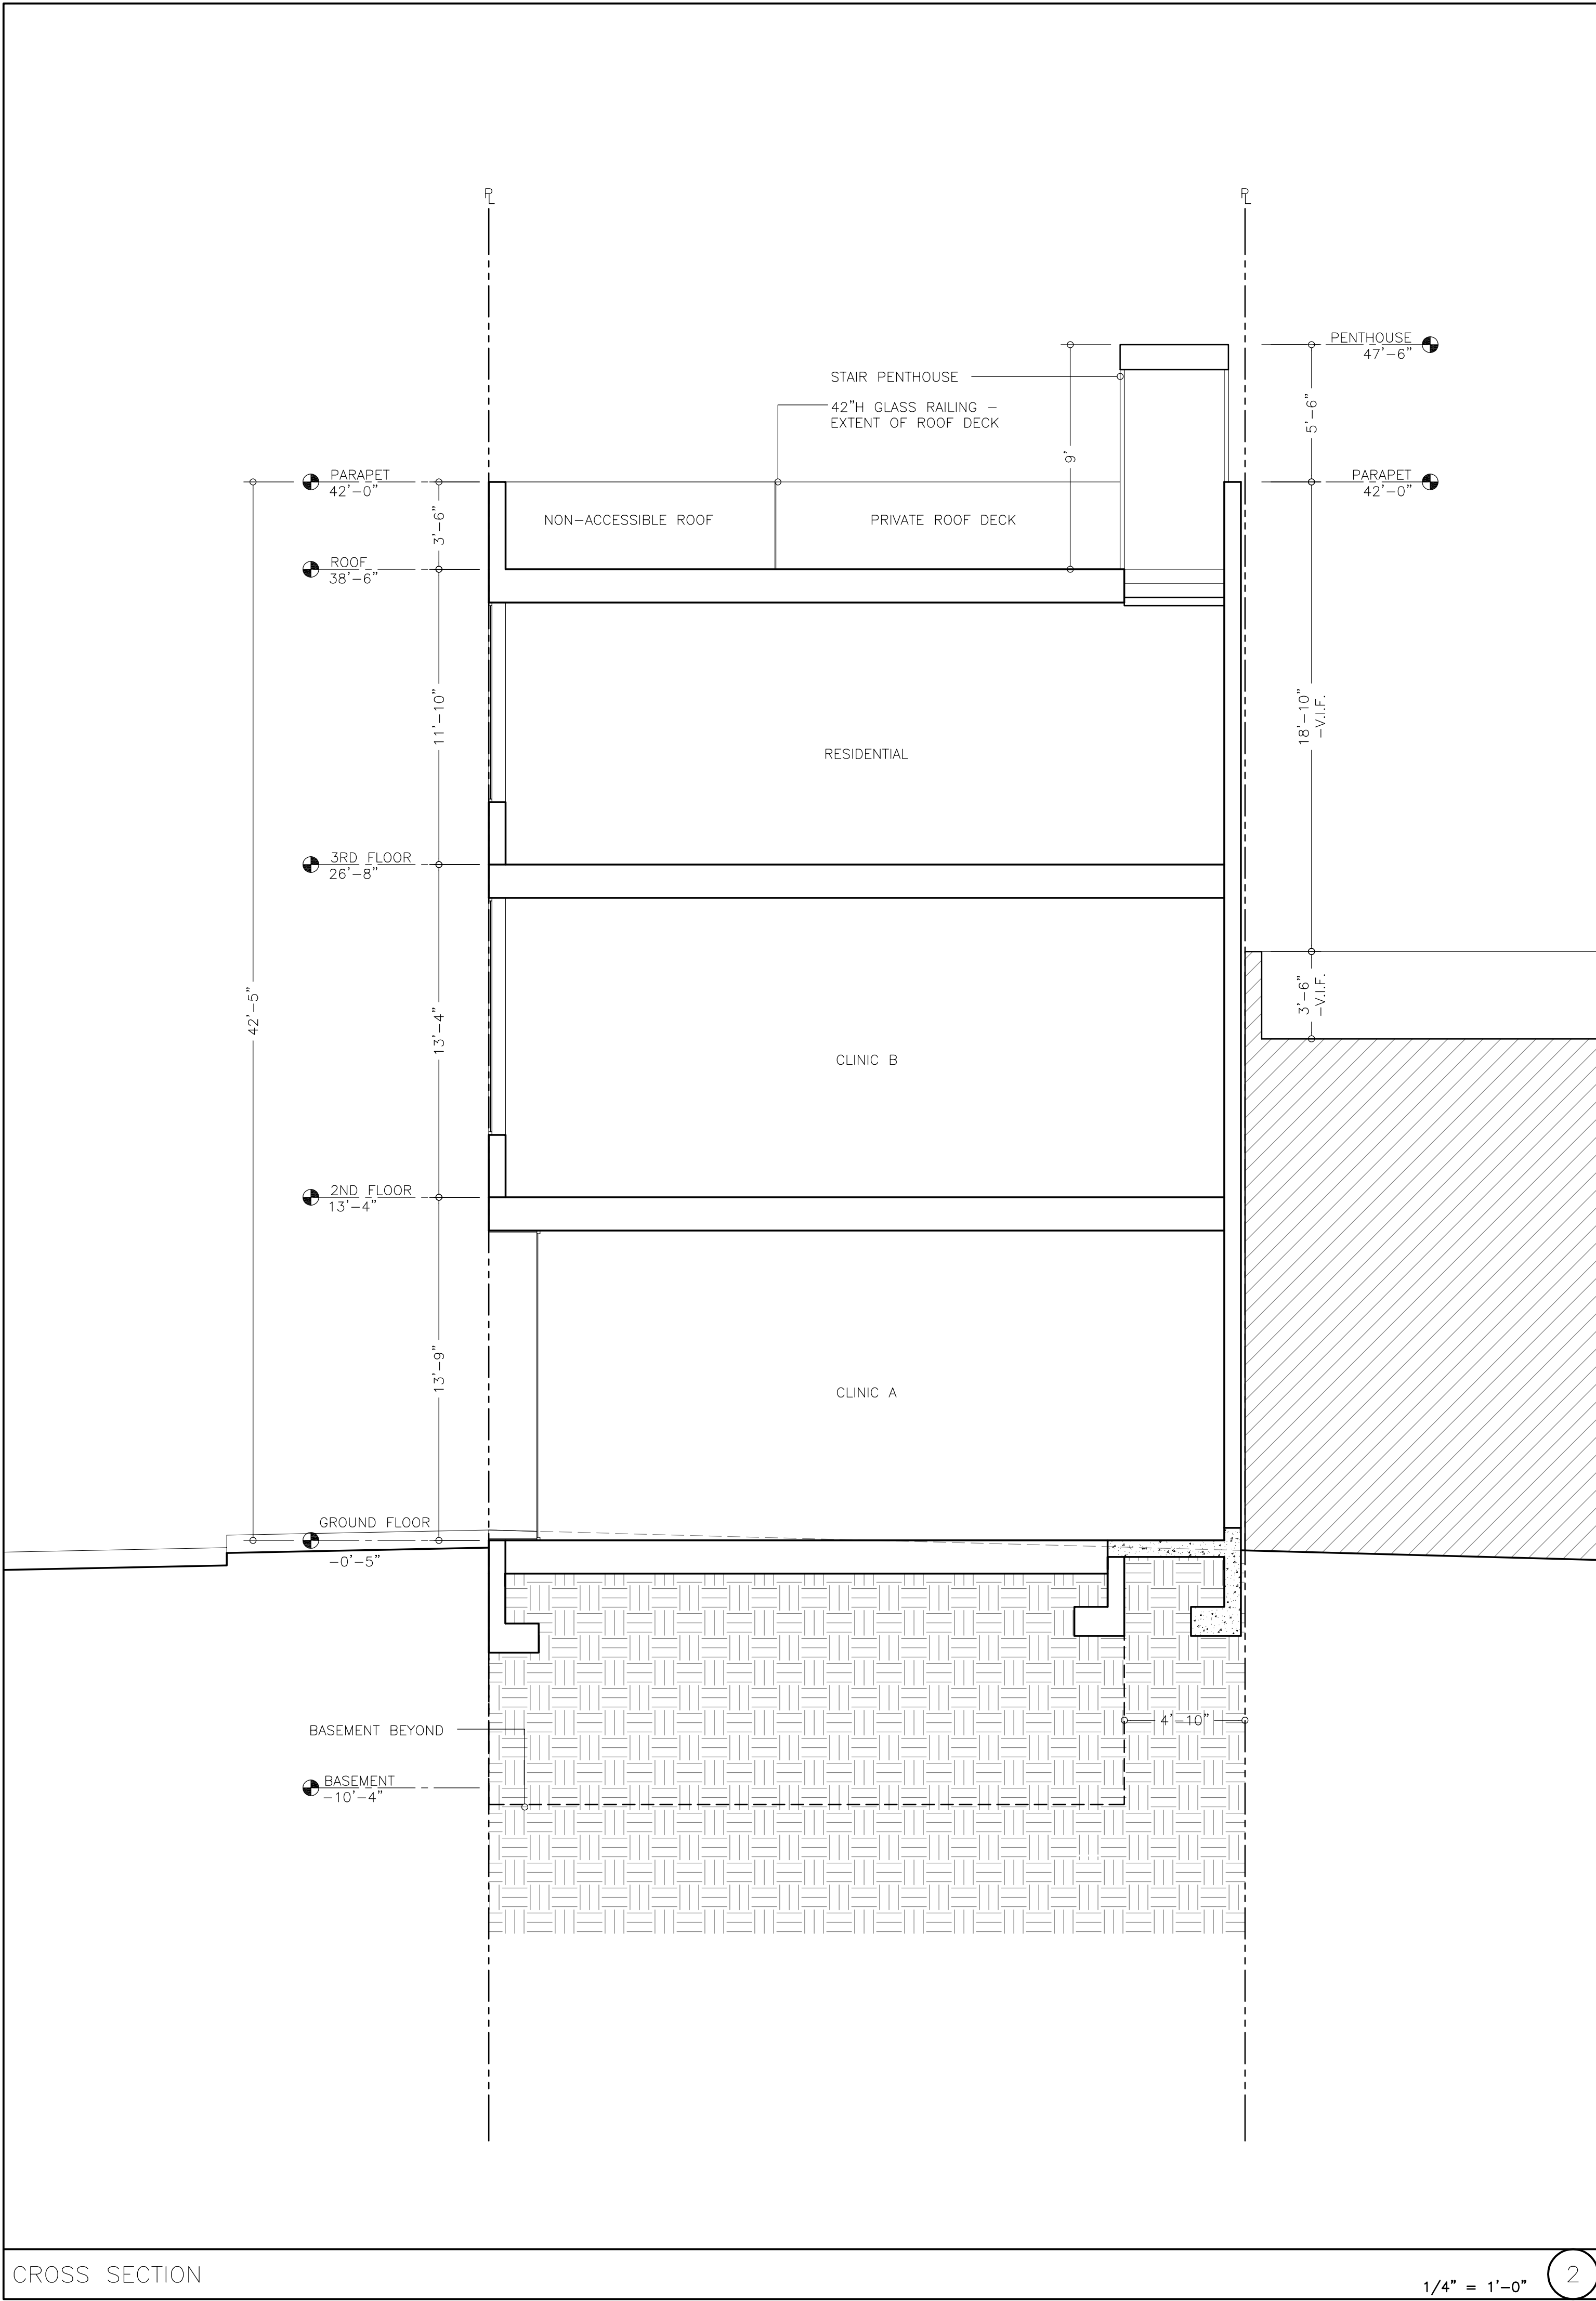 PL
PL
PENTHOUSE
47'-6"
STAIR PENTHOUSE
42"H GLASS RAILING -
EXTENT OF ROOF DECK
5'-6"
9'
PARAPET
42'-0"
PARAPET
42'-0"
3'-6"
NON-ACCESSIBLE ROOF
PRIVATE ROOF DECK
ROOF
38'-6"
11'-10"
18'-10"
-V.I.F.
RESIDENTIAL
3RD FLOOR
26'-8"
42'-5"
13'-4"
3'-6"
-V.I.F.
CLINIC B
2ND FLOOR
13'-4"
13'-9"
CLINIC A
GROUND FLOOR
-0'-5"
4'-10"
BASEMENT BEYOND
BASEMENT
-10'-4"
CROSS SECTION
1/4" = 1'-0"
2